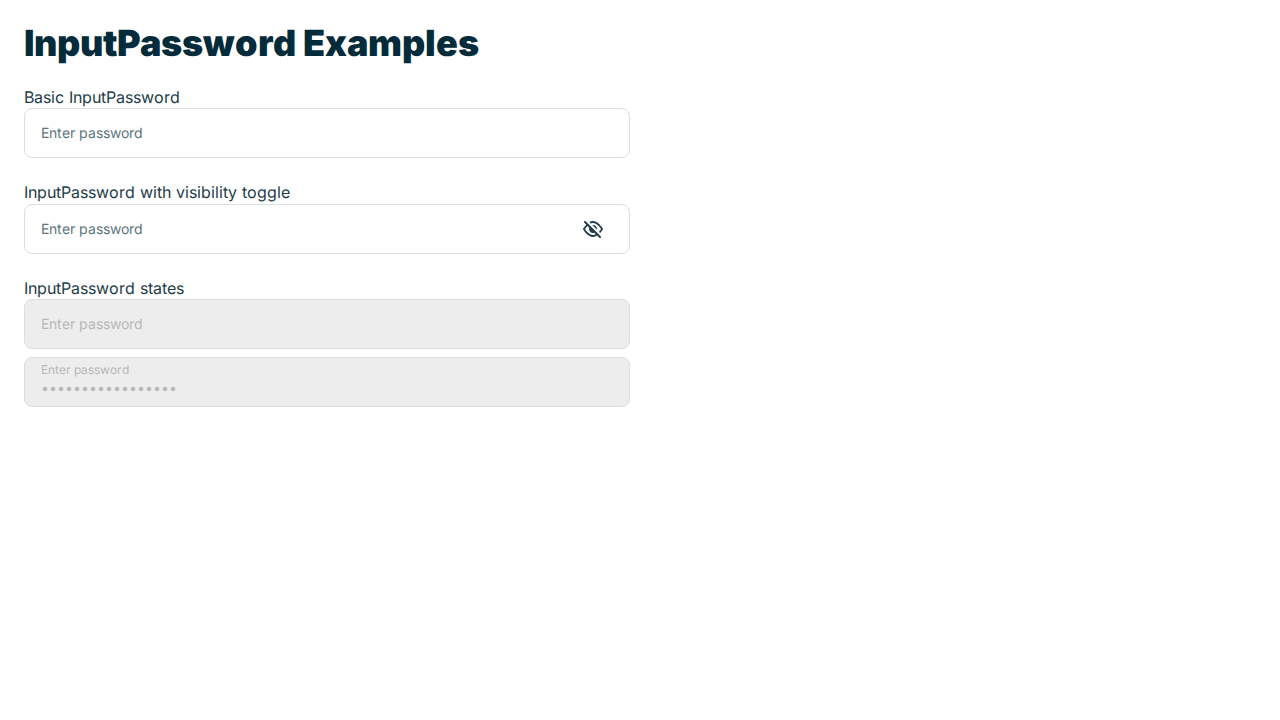 InputPassword Examples
Basic InputPassword
Enter password
InputPassword with visibility toggle
Enter password
InputPassword states
Enter password
Enter password
•••••••••••••••••